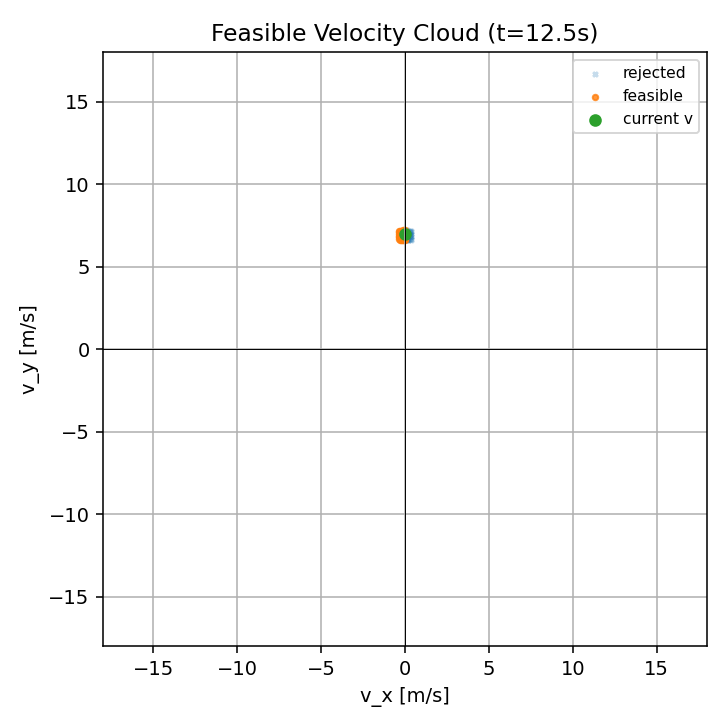 Feasible Velocity Cloud (t=12.5s)
rejected
feasible
current v
15
10
5
0
−5
−10
−15
v_y [m/s]
−15 −10 −5 0 5 10 15
v_x [m/s]